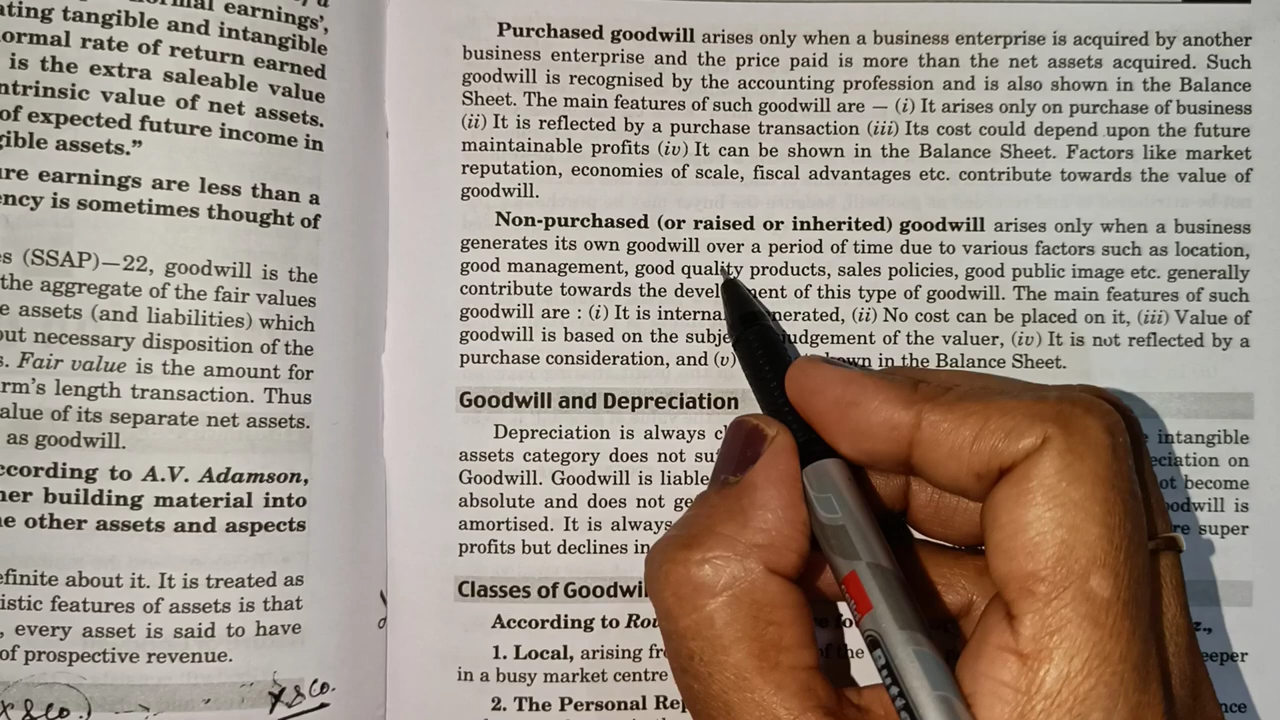 normal earnings',
ating tangible and intangible
ormal rate of return earned
is the extra saleable value
ntrinsic value of net assets.
of expected future income in
gible assets.”
ure earnings are less than a
ency is sometimes thought of
s (SSAP)—22, goodwill is the
the aggregate of the fair values
e assets (and liabilities) which
out necessary disposition of the
s. Fair value is the amount for
rm's length transaction. Thus
alue of its separate net assets.
as goodwill.
ccording to A.V. Adamson,
her building material into
e other assets and aspects
efinite about it. It is treated as
istic features of assets is that
, every asset is said to have
of prospective revenue.
X & Co.
X & Co.
Purchased goodwill arises only when a business enterprise is acquired by another
business enterprise and the price paid is more than the net assets acquired. Such
goodwill is recognised by the accounting profession and is also shown in the Balance
Sheet. The main features of such goodwill are — (i) It arises only on purchase of business
(ii) It is reflected by a purchase transaction (iii) Its cost could depend upon the future
maintainable profits (iv) It can be shown in the Balance Sheet. Factors like market
reputation, economies of scale, fiscal advantages etc. contribute towards the value of
goodwill.
Non-purchased (or raised or inherited) goodwill arises only when a business
generates its own goodwill over a period of time due to various factors such as location,
good management, good quality products, sales policies, good public image etc. generally
contribute towards the devel ment of this type of goodwill. The main features of such
goodwill are : (i) It is interna nerated, (ii) No cost can be placed on it, (iii) Value of
goodwill is based on the subje judgement of the valuer, (iv) It is not reflected by a
purchase consideration, and (v) shown in the Balance Sheet.
Goodwill and Depreciation
Depreciation is always c intangible
assets category does not su eciation on
Goodwill. Goodwill is liable ot become
absolute and does not ge odwill is
amortised. It is always re super
profits but declines in
Classes of Goodwi
According to Ro z.,
1. Local, arising fr of the eeper
in a busy market centre
2. The Personal Re nce